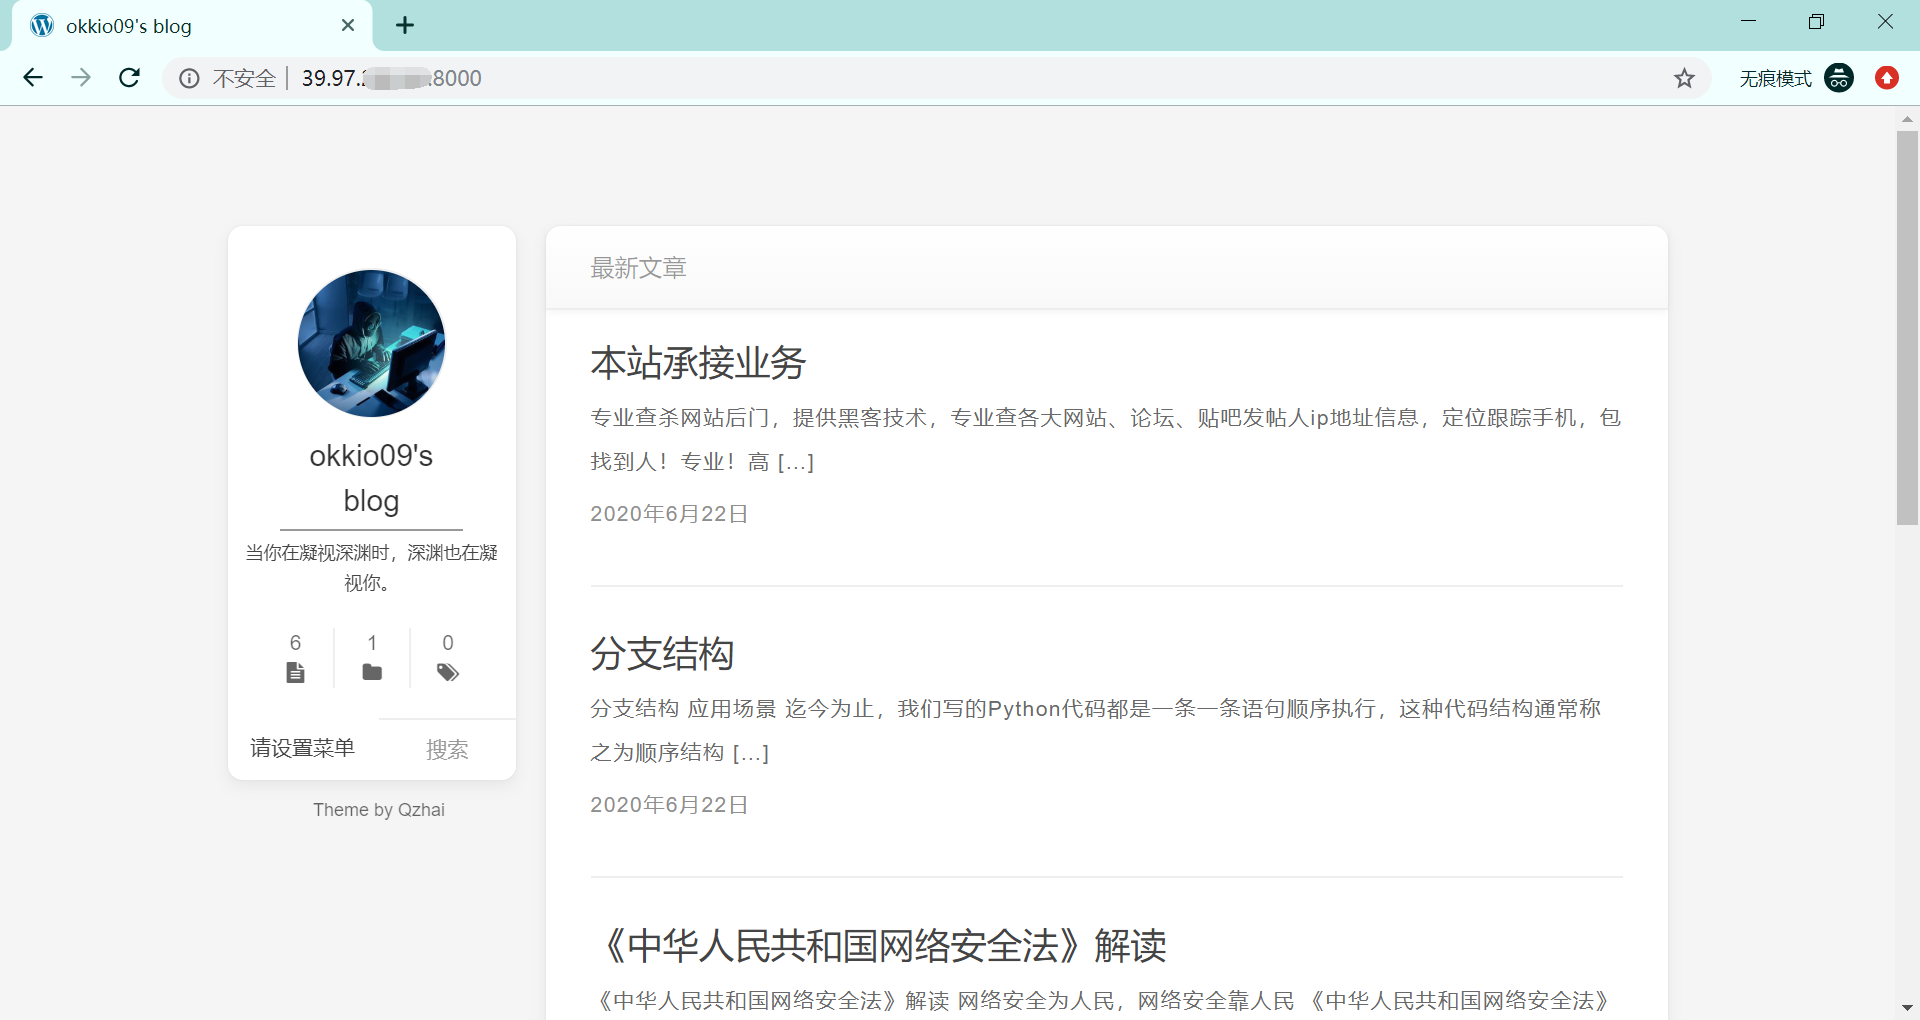 okkio09's blog
不安全 39.97. :8000
无痕模式
okkio09's
blog
当你在凝视深渊时，深渊也在凝
视你。
6 1 0
请设置菜单 搜索
Theme by Qzhai
最新文章
本站承接业务
专业查杀网站后门，提供黑客技术，专业查各大网站、论坛、贴吧发帖人ip地址信息，定位跟踪手机，包
找到人！专业！高 [...]
2020年6月22日
分支结构
分支结构 应用场景 迄今为止，我们写的Python代码都是一条一条语句顺序执行，这种代码结构通常称
之为顺序结构 [...]
2020年6月22日
《中华人民共和国网络安全法》解读
《中华人民共和国网络安全法》解读 网络安全为人民，网络安全靠人民 《中华人民共和国网络安全法》